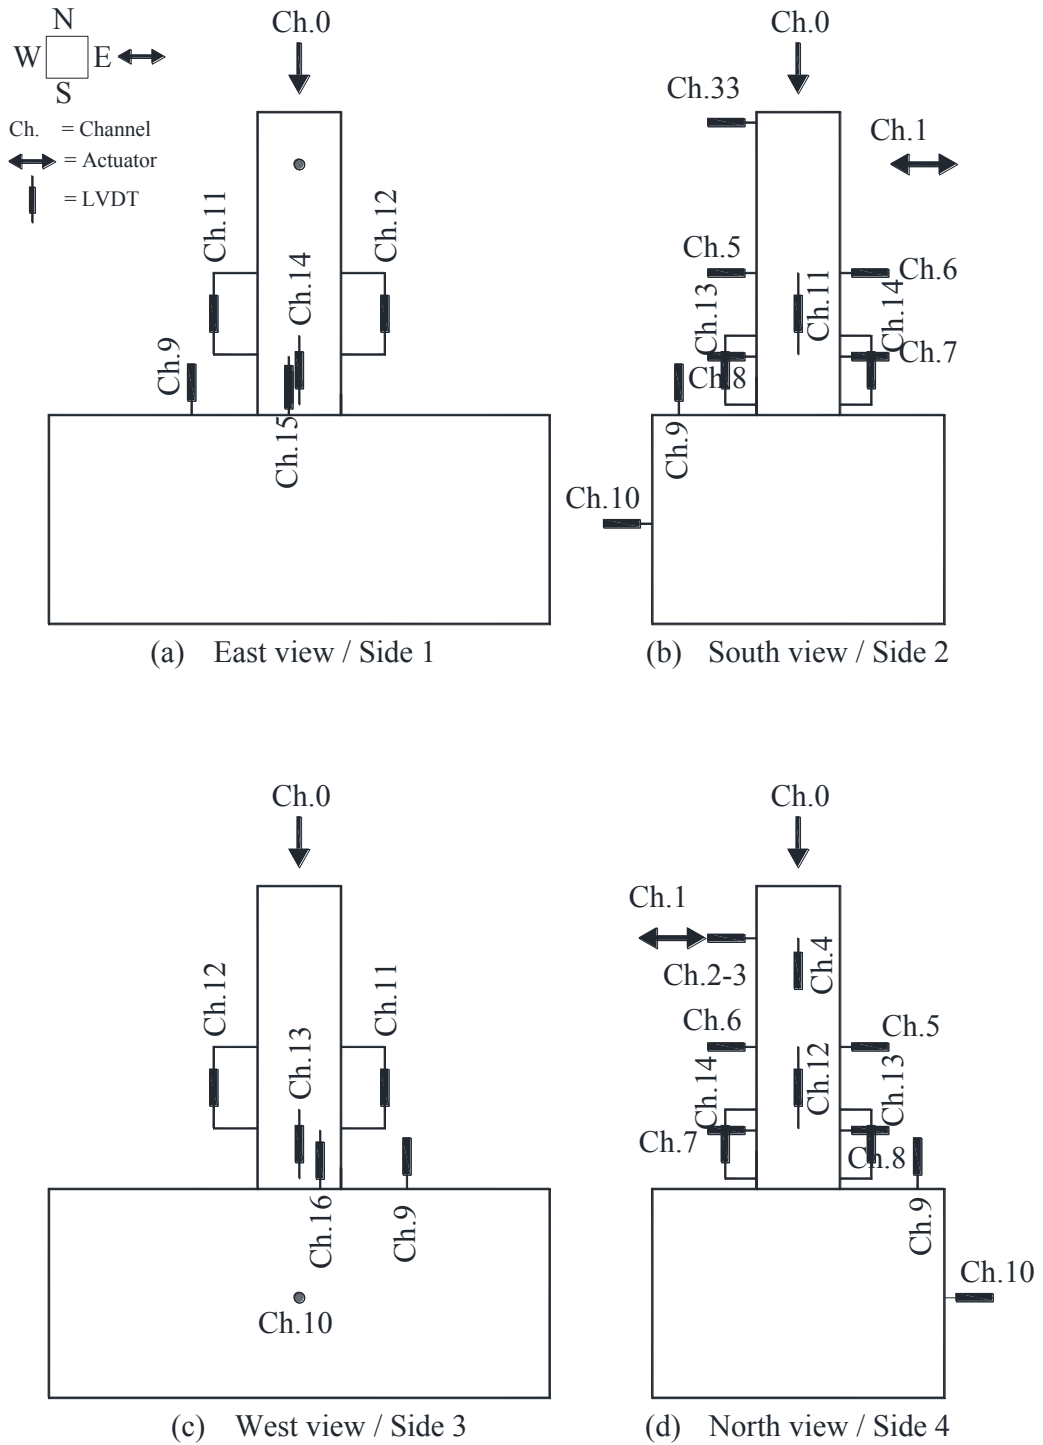 N
W E
S
Ch. = Channel
= Actuator
= LVDT
Ch.0
Ch.11
Ch.12
Ch.14
Ch.9
Ch.15
(a) East view / Side 1
Ch.0
Ch.33
Ch.1
Ch.5
Ch.6
Ch.13
Ch.11
Ch.14
Ch.7
Ch.8
Ch.9
Ch.10
(b) South view / Side 2
Ch.0
Ch.12
Ch.11
Ch.13
Ch.16
Ch.9
Ch.10
(c) West view / Side 3
Ch.0
Ch.1
Ch.2-3
Ch.4
Ch.6
Ch.5
Ch.14
Ch.12
Ch.13
Ch.7
Ch.8
Ch.9
Ch.10
(d) North view / Side 4